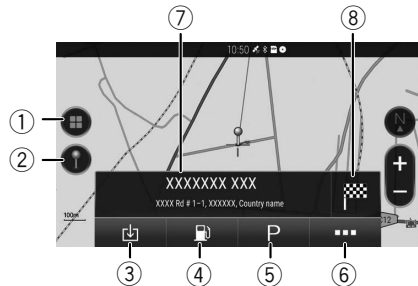 ⑦ ⑧
10:50
①
N
②
XXXXXXX XXX
XXXX Rd # 1–1, XXXXXX, Country name
+
−
100m
C12
P
③ ④ ⑤ ⑥